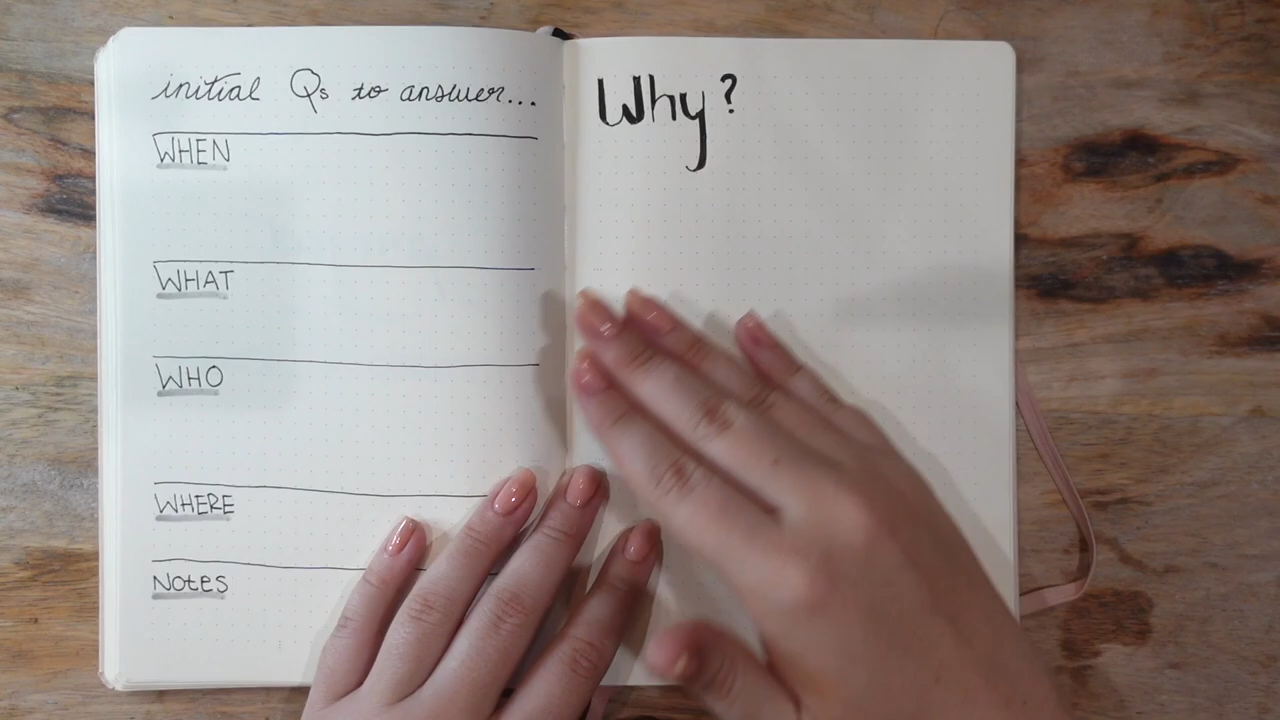 initial Qs to answer...
WHEN
WHAT
WHO
WHERE
NOtES
Why?